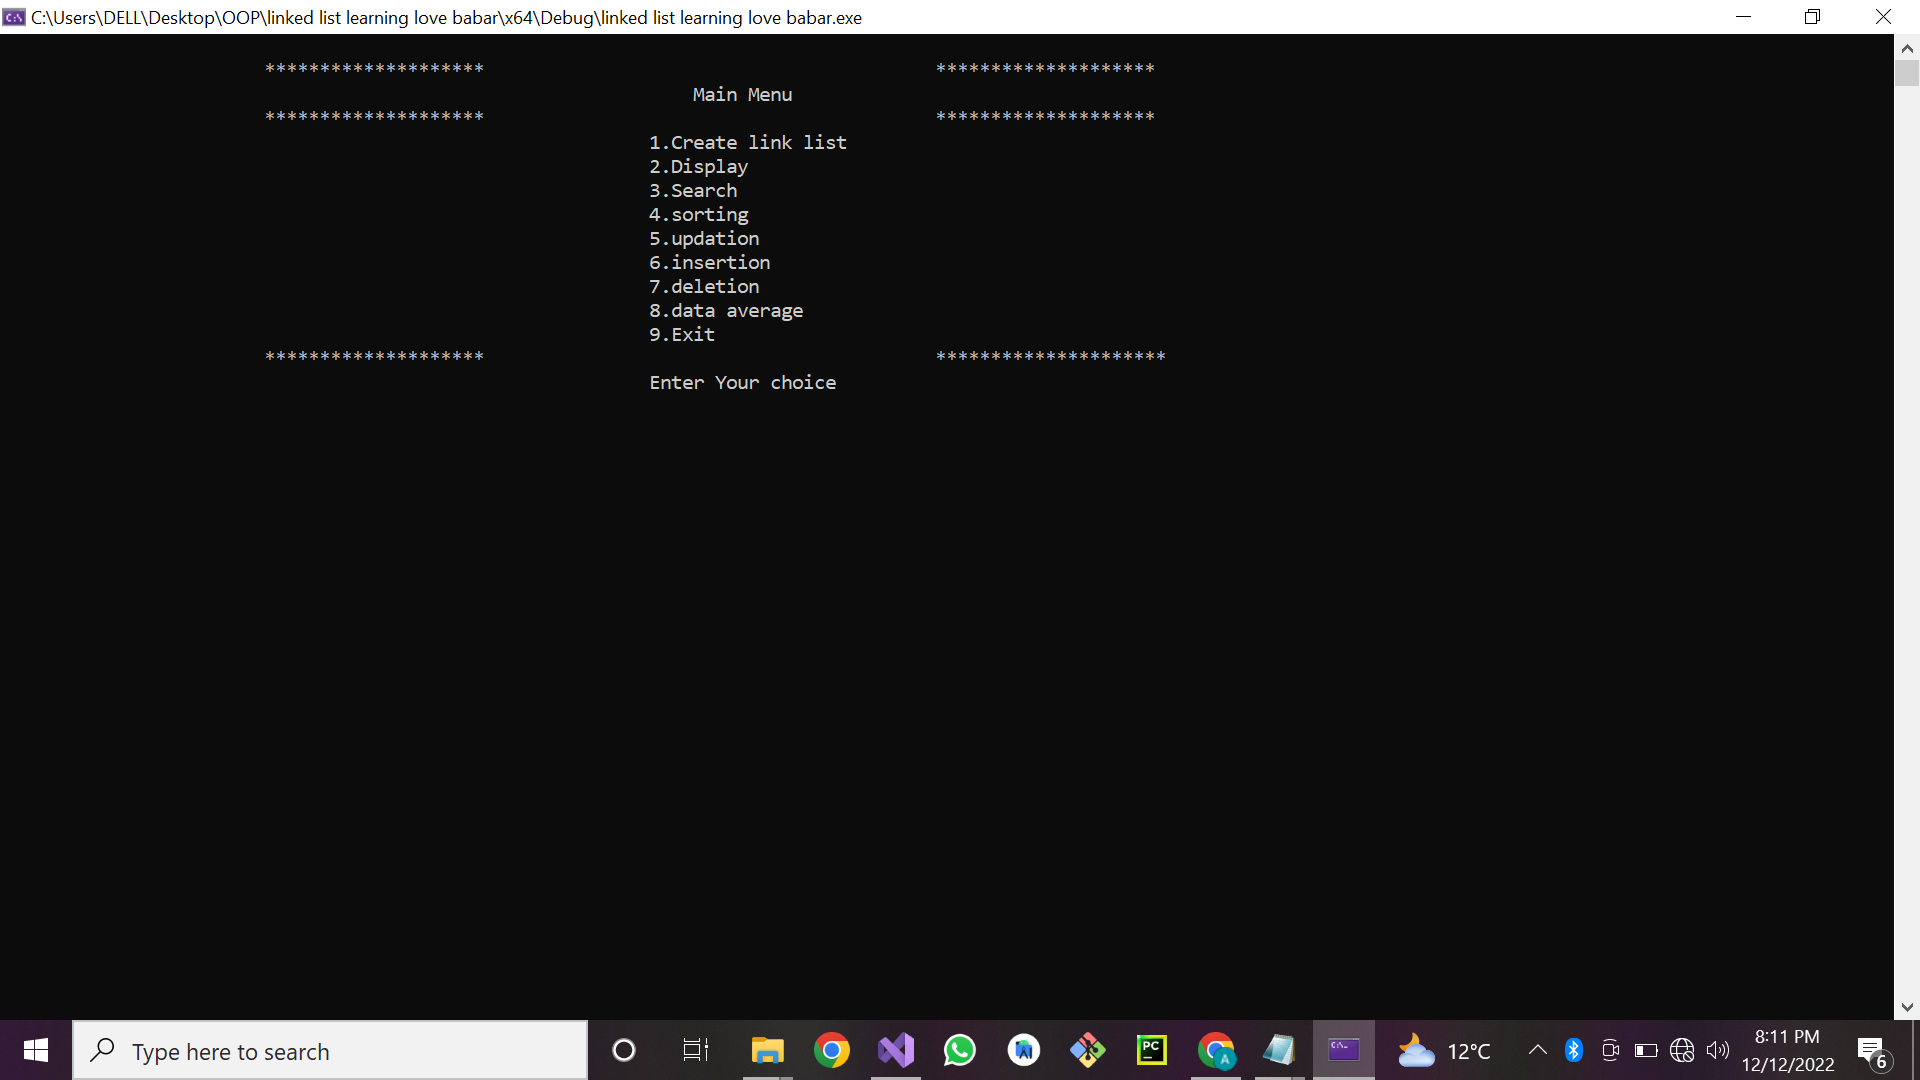 C:\Users\DELL\Desktop\OOP\linked list learning love babar\x64\Debug\linked list learning love babar.exe
******************** ********************
Main Menu
******************** ********************
1.Create link list
2.Display
3.Search
4.sorting
5.updation
6.insertion
7.deletion
8.data average
9.Exit
******************** *********************
Enter Your choice
Type here to search
PC
A
12°C
8:11 PM
12/12/2022
6